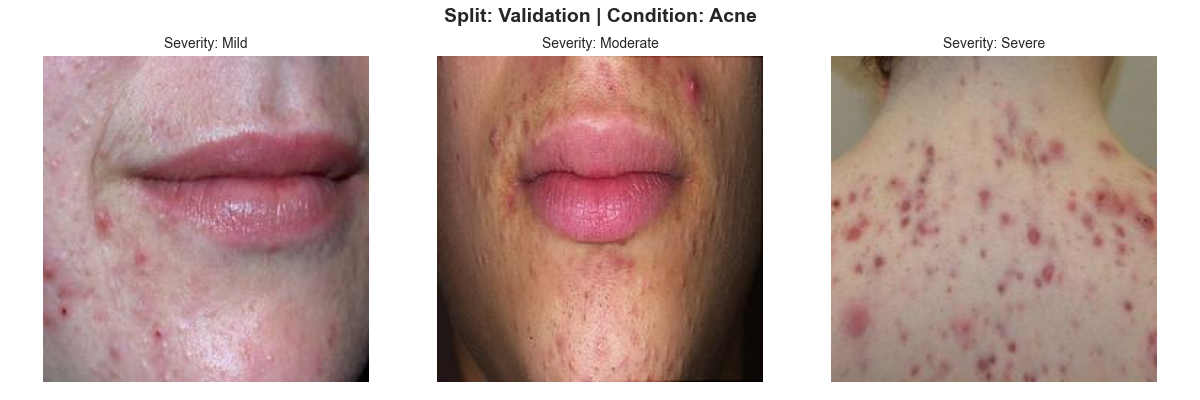 Split: Validation | Condition: Acne
Severity: Mild
Severity: Moderate
Severity: Severe